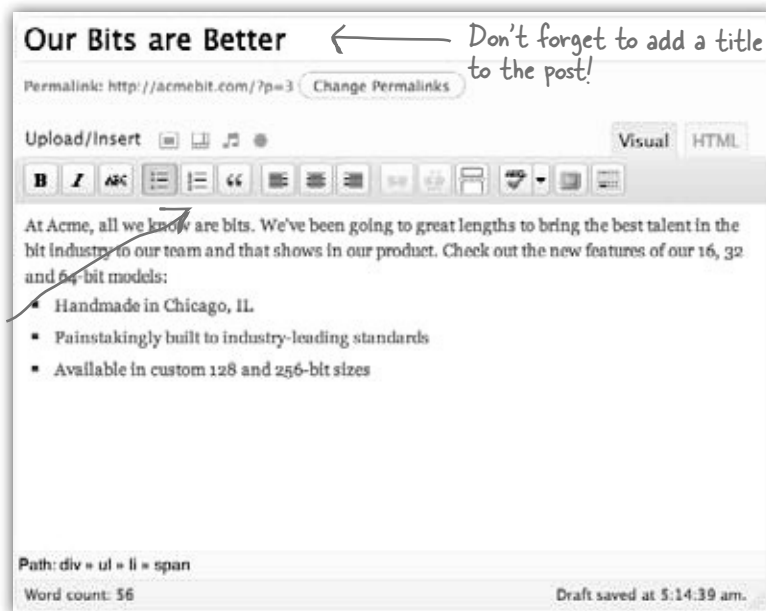 Our Bits are Better
Don't forget to add a title
to the post!
Permalink: http://acmebit.com/?p=3 Change Permalinks
Upload/Insert
Visual HTML
B I ABC
At Acme, all we know are bits. We've been going to great lengths to bring the best talent in the
bit industry to our team and that shows in our product. Check out the new features of our 16, 32
and 64-bit models:
▪ Handmade in Chicago, IL
▪ Painstakingly built to industry-leading standards
▪ Available in custom 128 and 256-bit sizes
Path: div » ul » li » span
Word count: 56
Draft saved at 5:14:39 am.